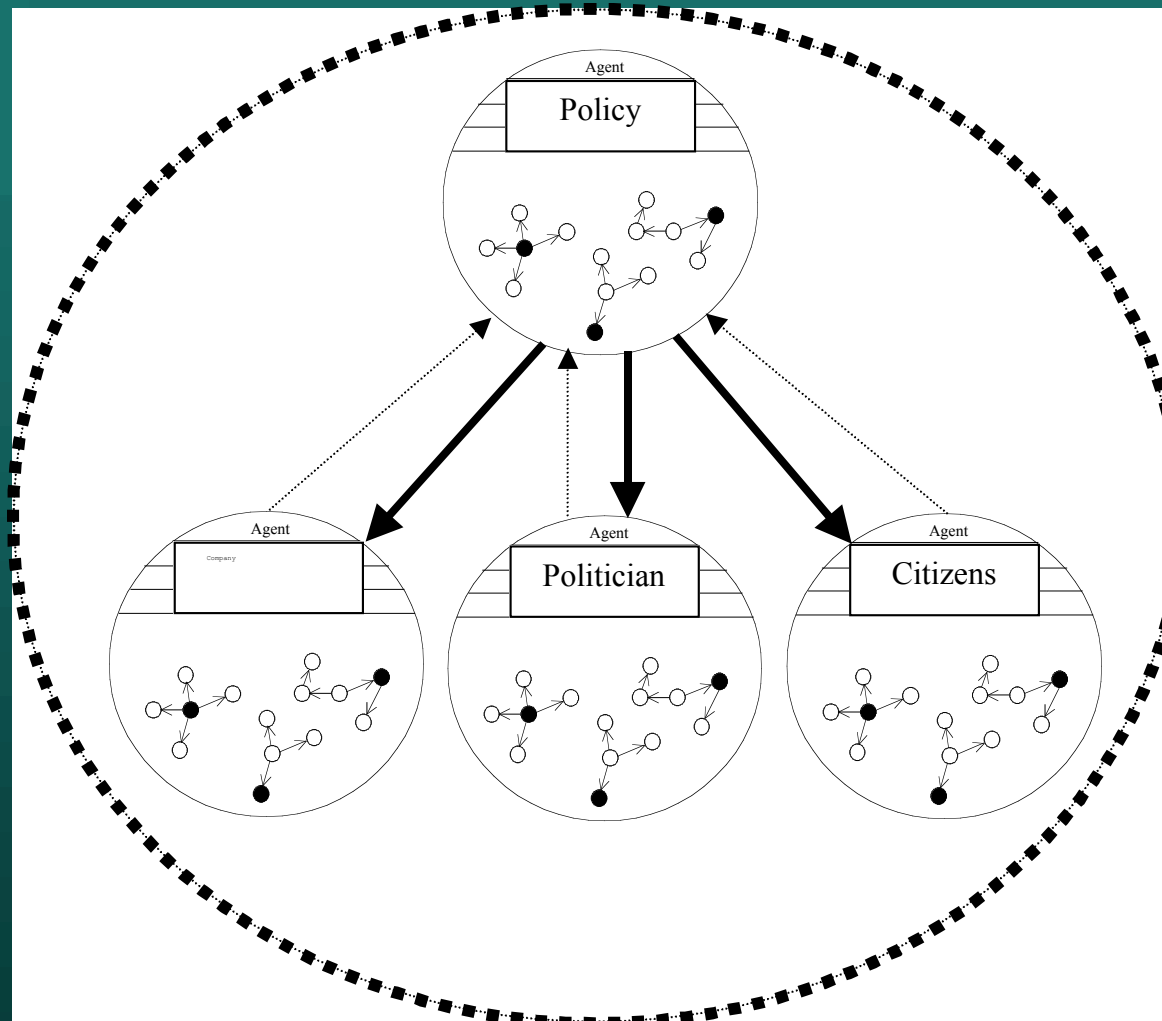 Agent
Policy
Agent
Company
Agent
Politician
Agent
Citizens